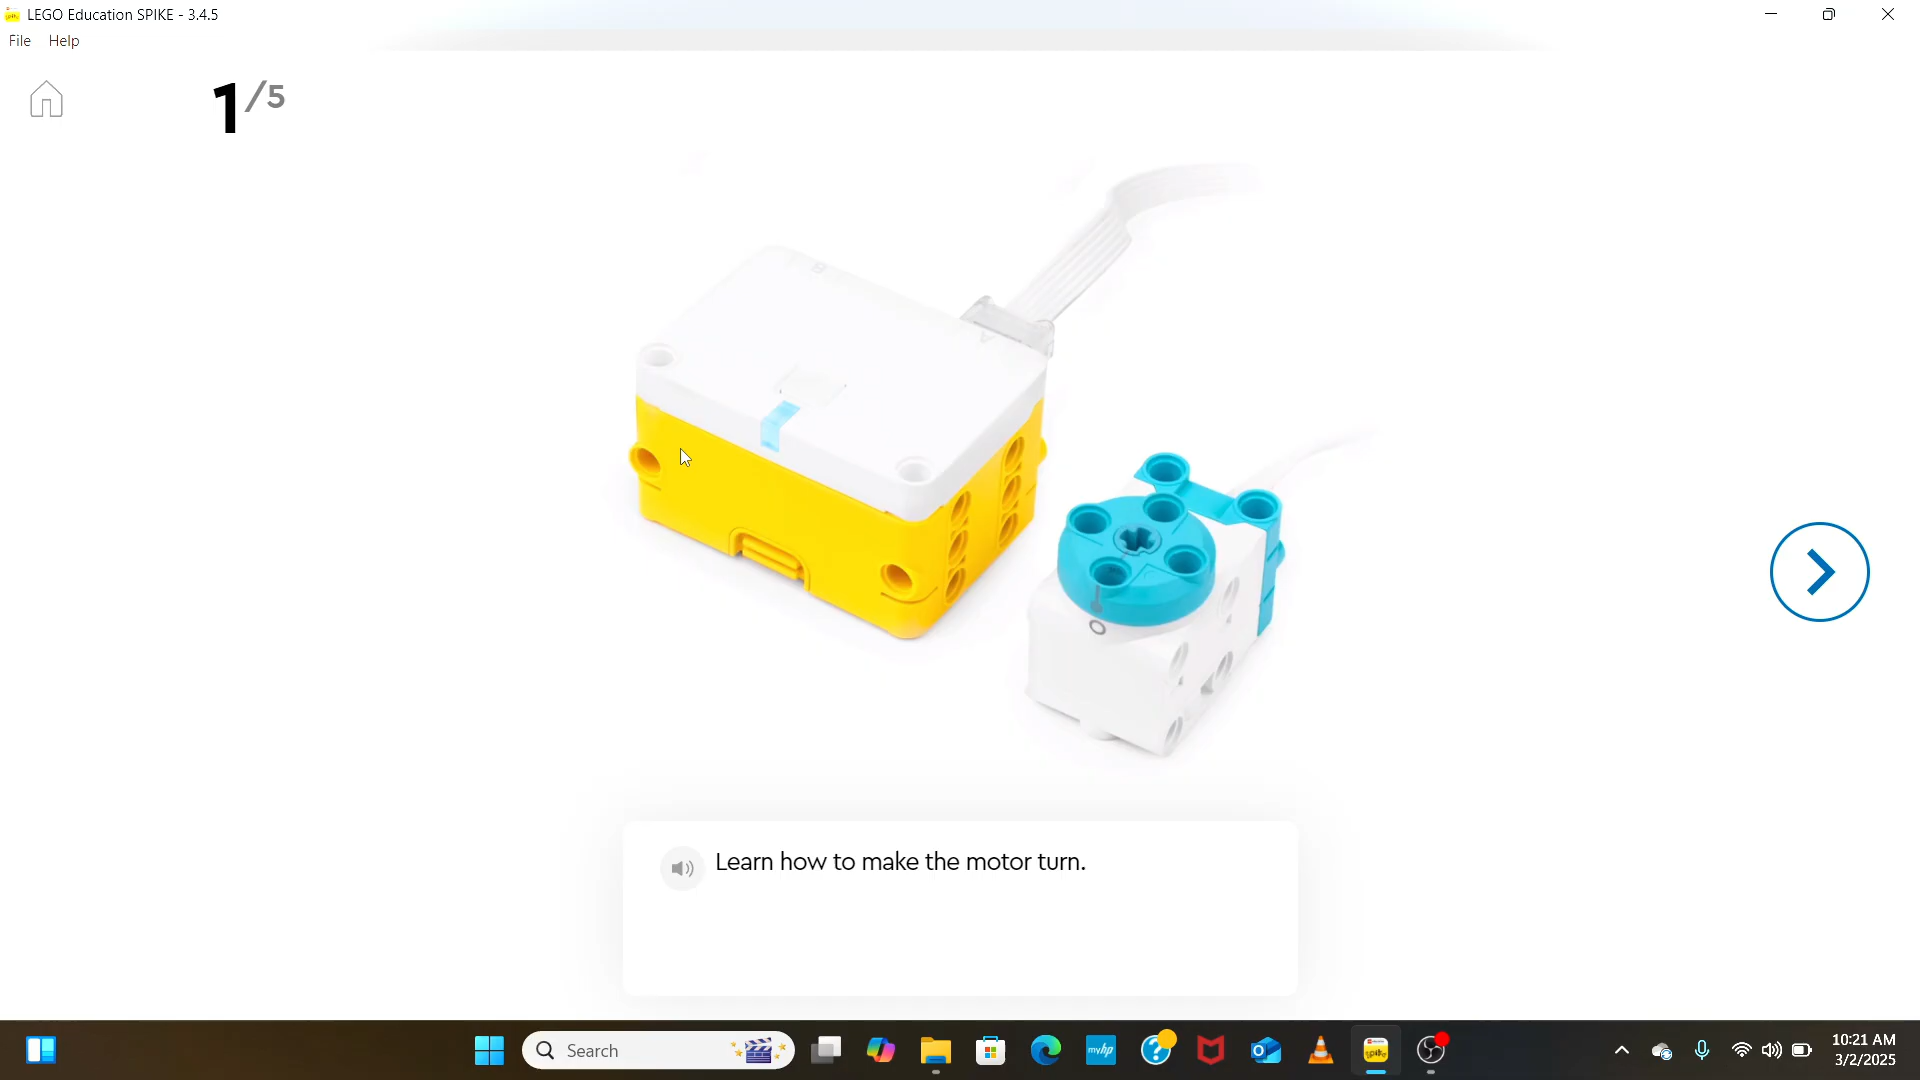 LEGO Education SPIKE - 3.4.5
File Help
1/5
B
A
Learn how to make the motor turn.
Search
myhp
10:21 AM
3/2/2025